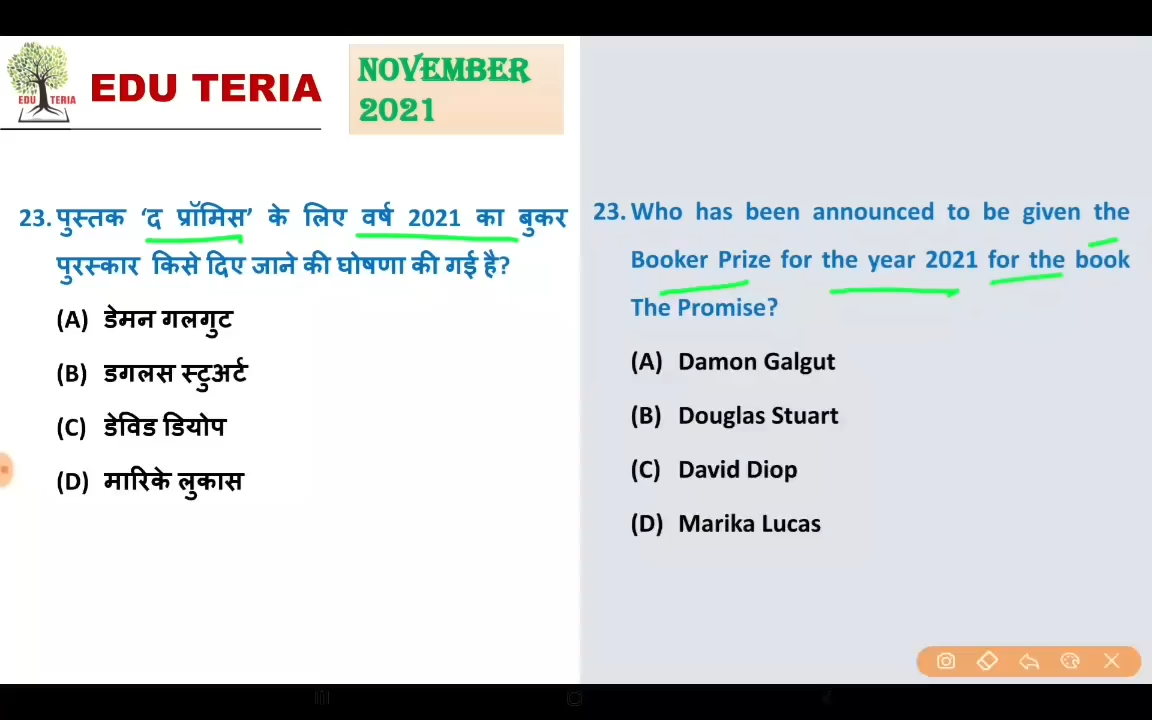 EDU TERIA
EDU TERIA
NOVEMBER
2021
23. पुस्तक ‘द प्रॉमिस’ के लिए वर्ष 2021 का बुकर
पुरस्कार किसे दिए जाने की घोषणा की गई है?
(A) डेमन गलगुट
(B) डगलस स्टुअर्ट
(C) डेविड डियोप
(D) मारिके लुकास
23. Who has been announced to be given the
Booker Prize for the year 2021 for the book
The Promise?
(A) Damon Galgut
(B) Douglas Stuart
(C) David Diop
(D) Marika Lucas